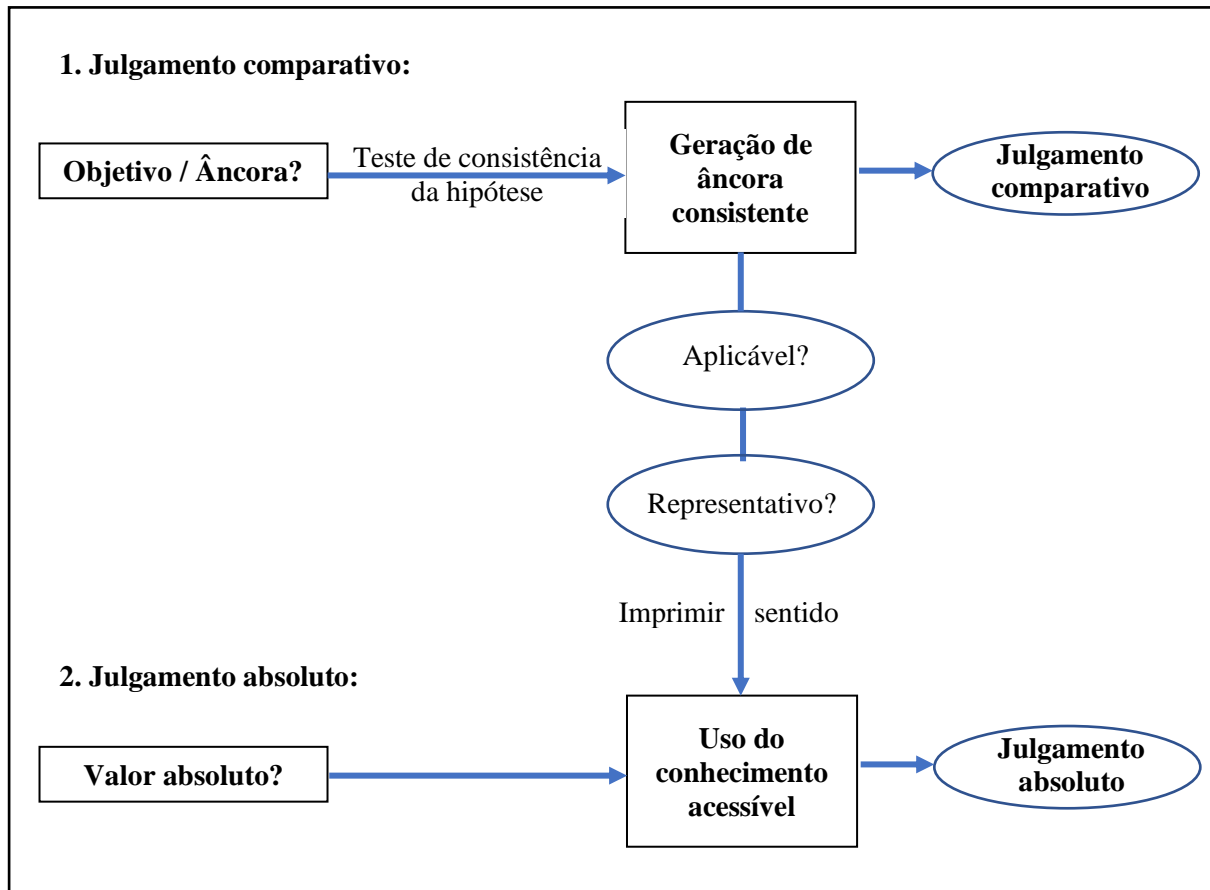 1. Julgamento comparativo:
Objetivo / Âncora?
Teste de consistência
da hipótese
Geração de
âncora
consistente
Julgamento
comparativo
Aplicável?
Representativo?
Imprimir sentido
2. Julgamento absoluto:
Valor absoluto?
Uso do
conhecimento
acessível
Julgamento
absoluto